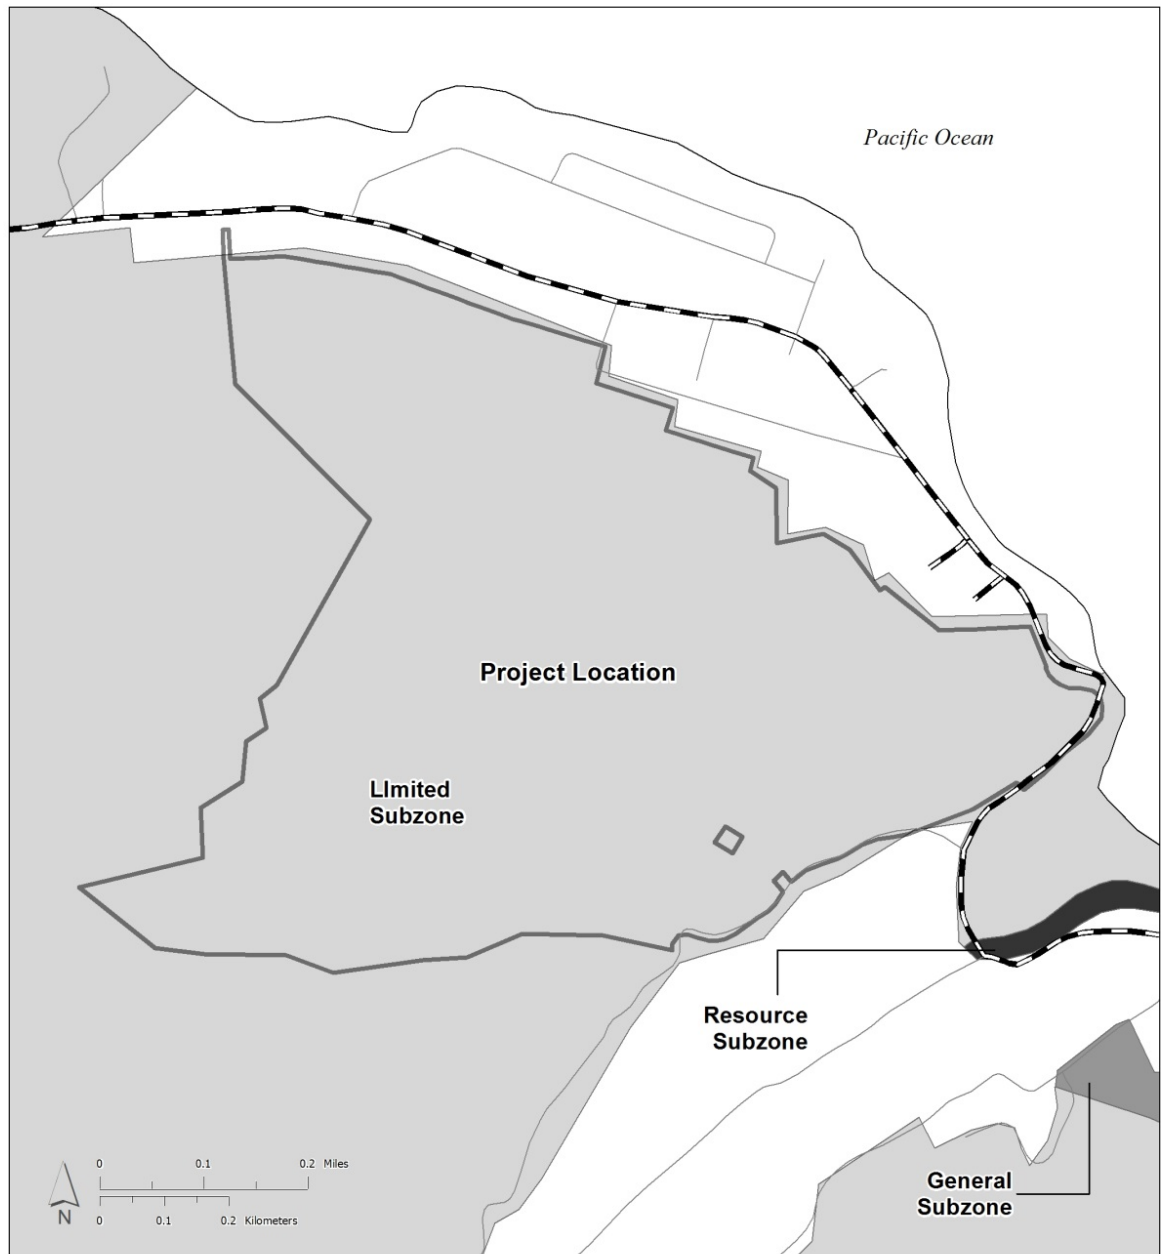 Pacific Ocean
Project Location
LImited
Subzone
Resource
Subzone
General
Subzone
0 0.1 0.2 Miles
0 0.1 0.2 Kilometers
N